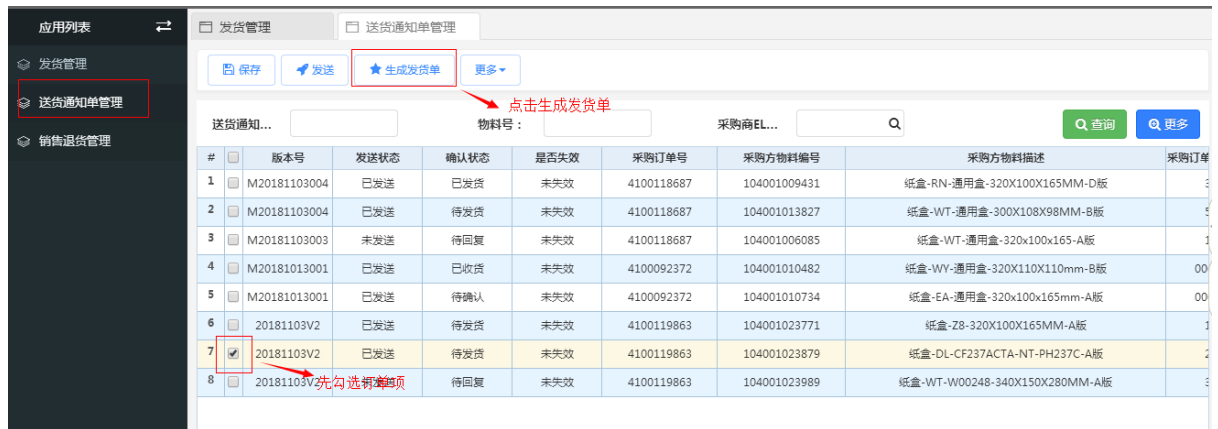 应用列表
发货管理
送货通知单管理
销售退货管理
发货管理 送货通知单管理
保存 发送 生成发货单 更多
点击生成发货单
送货通知... 物料号： 采购商EL... 查询 更多
# 版本号 发送状态 确认状态 是否失效 采购订单号 采购方物料编号 采购方物料描述 采购订单
1 M20181103004 已发送 已发货 未失效 4100118687 104001009431 纸盒-RN-通用盒-320X100X165MM-D版
2 M20181103004 已发送 待发货 未失效 4100118687 104001013827 纸盒-WT-通用盒-300X108X98MM-B版
3 M20181103003 未发送 待回复 未失效 4100118687 104001006085 纸盒-WT-通用盒-320x100x165-A版
4 M20181013001 已发送 已收货 未失效 4100092372 104001010482 纸盒-WY-通用盒-320X110X110mm-B版 00
5 M20181013001 已发送 待确认 未失效 4100092372 104001010734 纸盒-EA-通用盒-320x100x165mm-A版 00
6 20181103V2 已发送 待发货 未失效 4100119863 104001023771 纸盒-Z8-320X100X165MM-A版
7 20181103V2 已发送 待发货 未失效 4100119863 104001023879 纸盒-DL-CF237ACTA-NT-PH237C-A版
8 20181103V2 待回复 未失效 4100119863 104001023989 纸盒-WT-W00248-340X150X280MM-A版
先勾选订单项